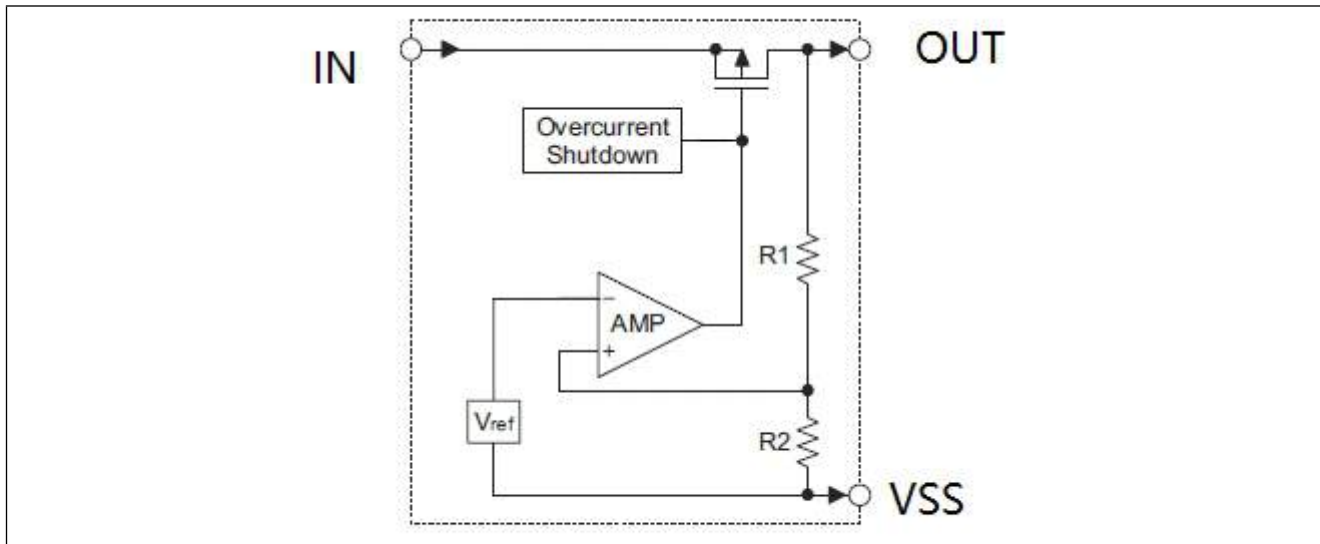 IN
OUT
Overcurrent
Shutdown
R1
−
AMP
+
Vref
R2
VSS